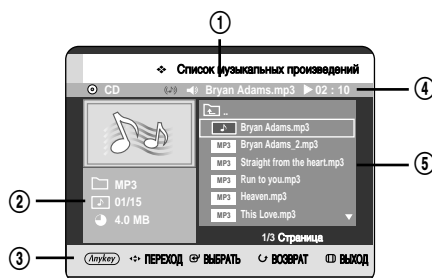 ①
❖ Список музыкальных произведений
CD Bryan Adams.mp3 ▶ 02 : 10
④
..
Bryan Adams.mp3
MP3 Bryan Adams_2.mp3
MP3 Straight from the heart.mp3
⑤
MP3 Run to you.mp3
MP3 Heaven.mp3
MP3 This Love.mp3
MP3
②
01/15
4.0 MB
1/3 Страница
③
Anykey ПЕРЕХОД ВЫБРАТЬ ВОЗВРАТ ВЫХОД